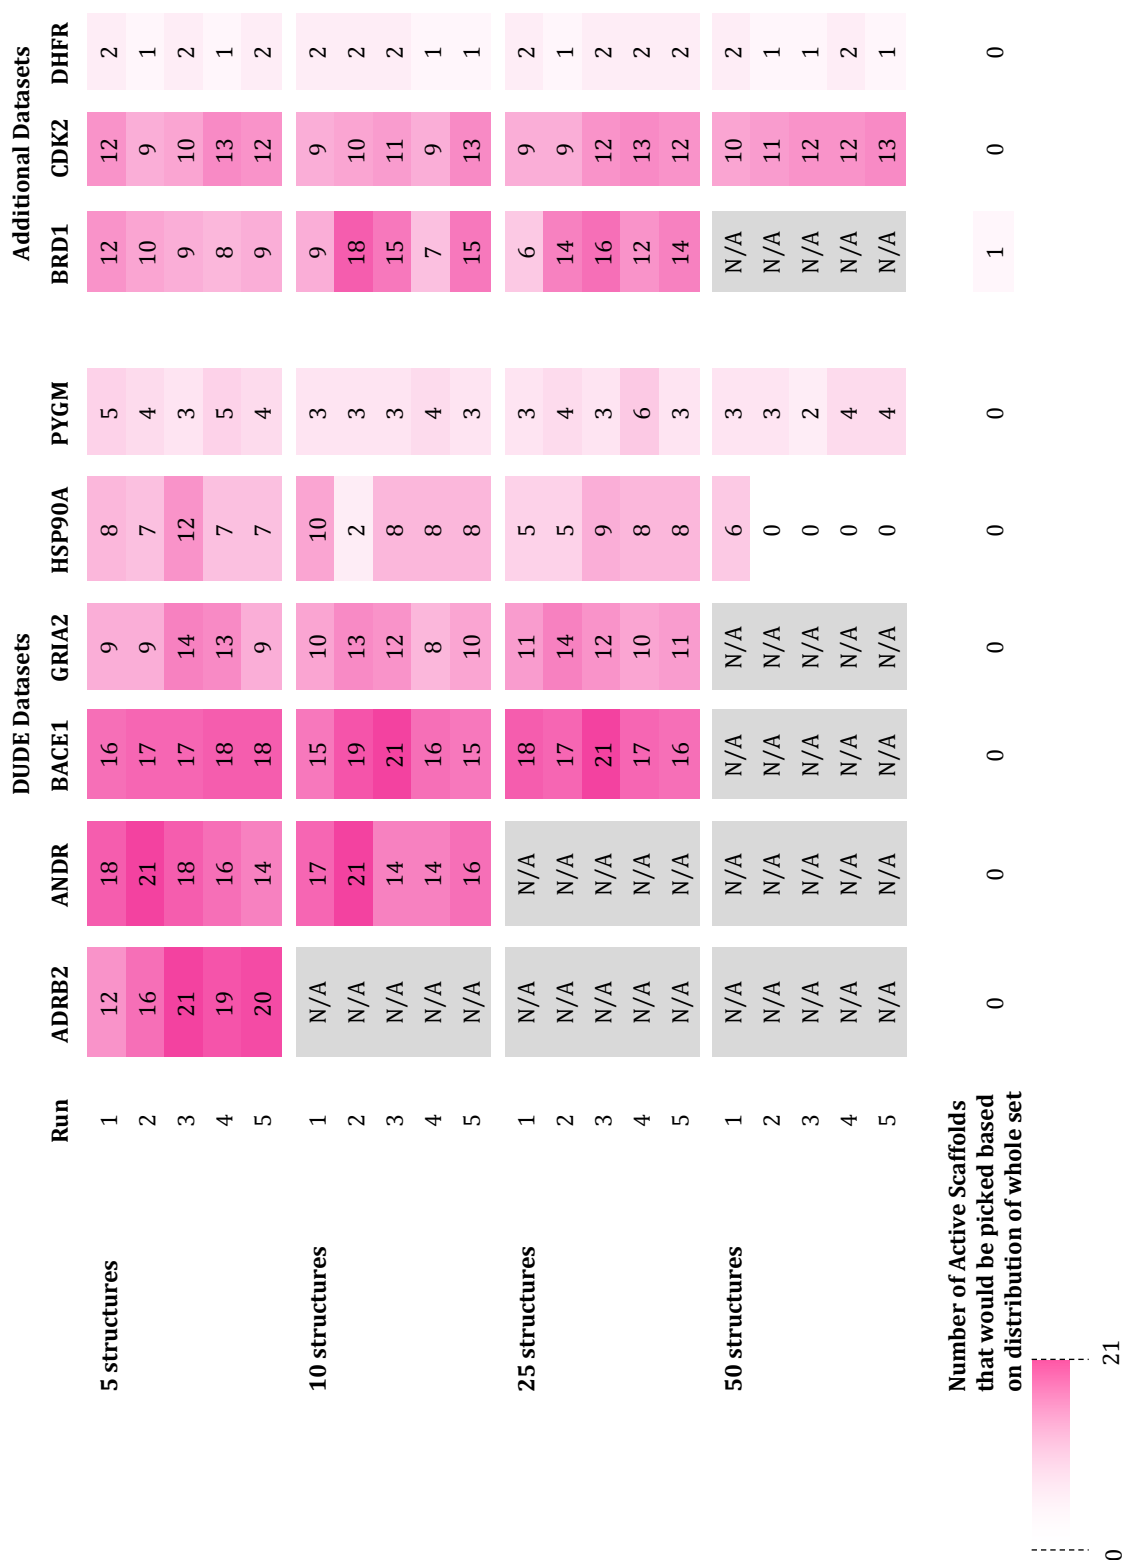 DUDE Datasets Additional Datasets
Run ADRB2 ANDR BACE1 GRIA2 HSP90A PYGM BRD1 CDK2 DHFR
5 structures 1 12 18 16 9 8 5 12 12 2
2 16 21 17 9 7 4 10 9 1
3 21 18 17 14 12 3 9 10 2
4 19 16 18 13 7 5 8 13 1
5 20 14 18 9 7 4 9 12 2
10 structures 1 N/A 17 15 10 10 3 9 9 2
2 N/A 21 19 13 2 3 18 10 2
3 N/A 14 21 12 8 3 15 11 2
4 N/A 14 16 8 8 4 7 9 1
5 N/A 16 15 10 8 3 15 13 1
25 structures 1 N/A N/A 18 11 5 3 6 9 2
2 N/A N/A 17 14 5 4 14 9 1
3 N/A N/A 21 12 9 3 16 12 2
4 N/A N/A 17 10 8 6 12 13 2
5 N/A N/A 16 11 8 3 14 12 2
50 structures 1 N/A N/A N/A N/A 6 3 N/A 10 2
2 N/A N/A N/A N/A 0 3 N/A 11 1
3 N/A N/A N/A N/A 0 2 N/A 12 1
4 N/A N/A N/A N/A 0 4 N/A 12 2
5 N/A N/A N/A N/A 0 4 N/A 13 1
Number of Active Scaffolds
that would be picked based 0 0 0 0 0 0 1 0 0
on distribution of whole set
0 21